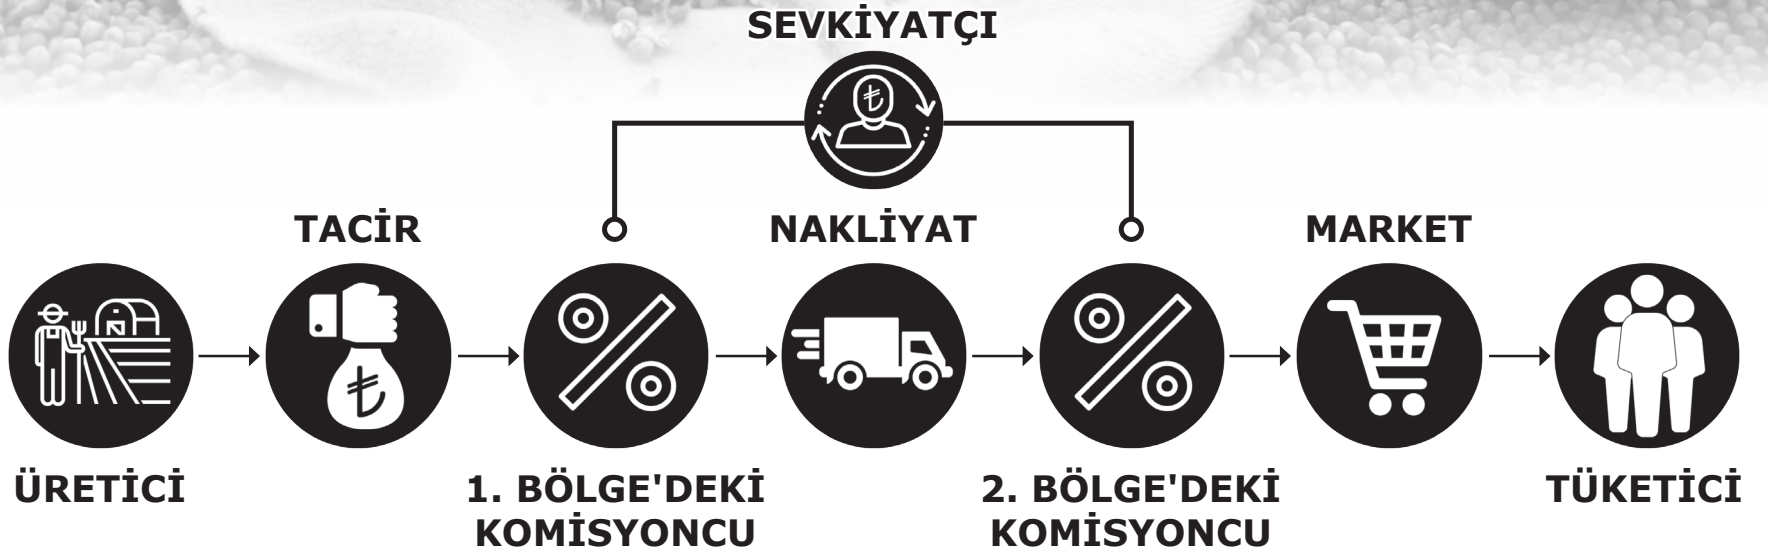 SEVKİYATÇI
TACİR
NAKLİYAT
MARKET
ÜRETİCİ
1. BÖLGE'DEKİ
KOMİSYONCU
2. BÖLGE'DEKİ
KOMİSYONCU
TÜKETİCİ